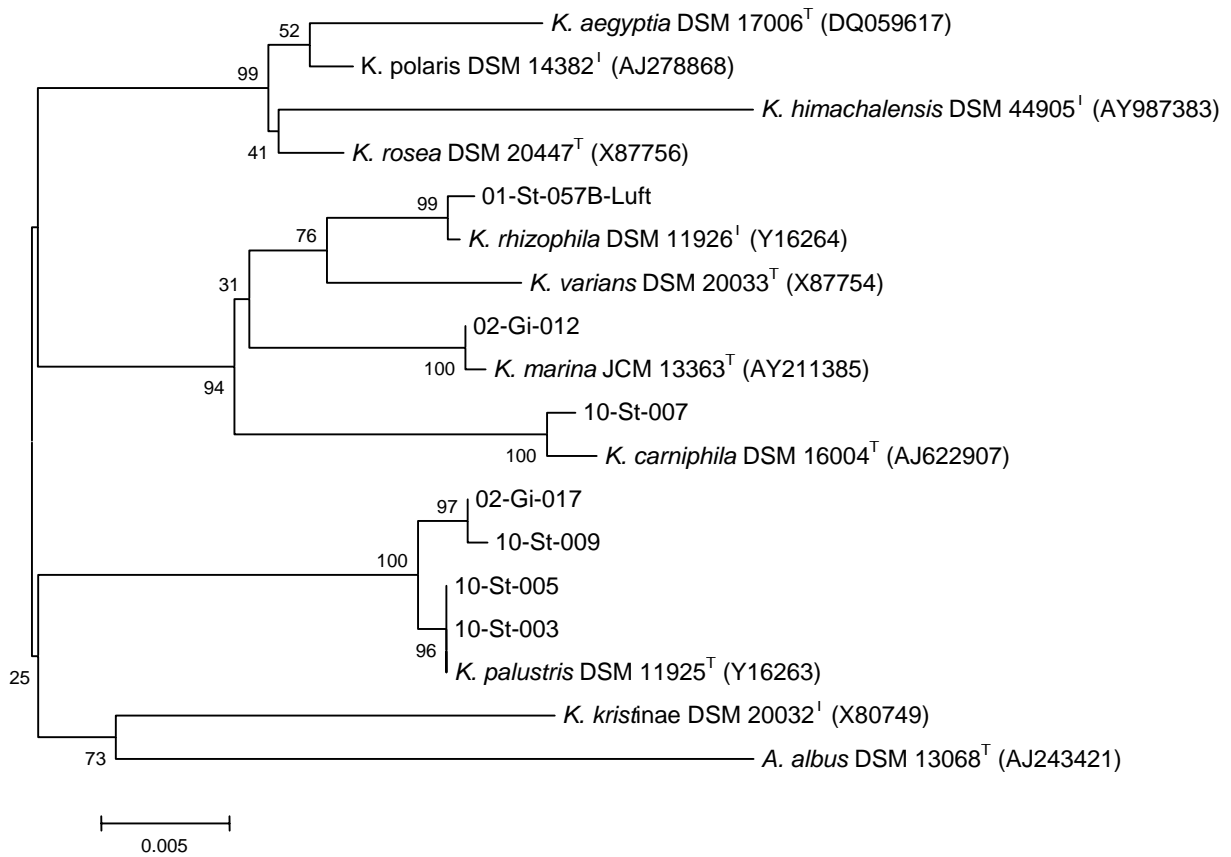 K. aegyptia DSM 17006T (DQ059617)
52
K. polaris DSM 14382I (AJ278868)
99
K. himachalensis DSM 44905I (AY987383)
41
K. rosea DSM 20447T (X87756)
01-St-057B-Luft
99
K. rhizophila DSM 11926I (Y16264)
76
K. varians DSM 20033T (X87754)
31
02-Gi-012
100
K. marina JCM 13363T (AY211385)
94
10-St-007
100
K. carniphila DSM 16004T (AJ622907)
02-Gi-017
97
10-St-009
100
10-St-005
10-St-003
96
K. palustris DSM 11925T (Y16263)
25
K. kristinae DSM 20032I (X80749)
73
A. albus DSM 13068T (AJ243421)
0.005